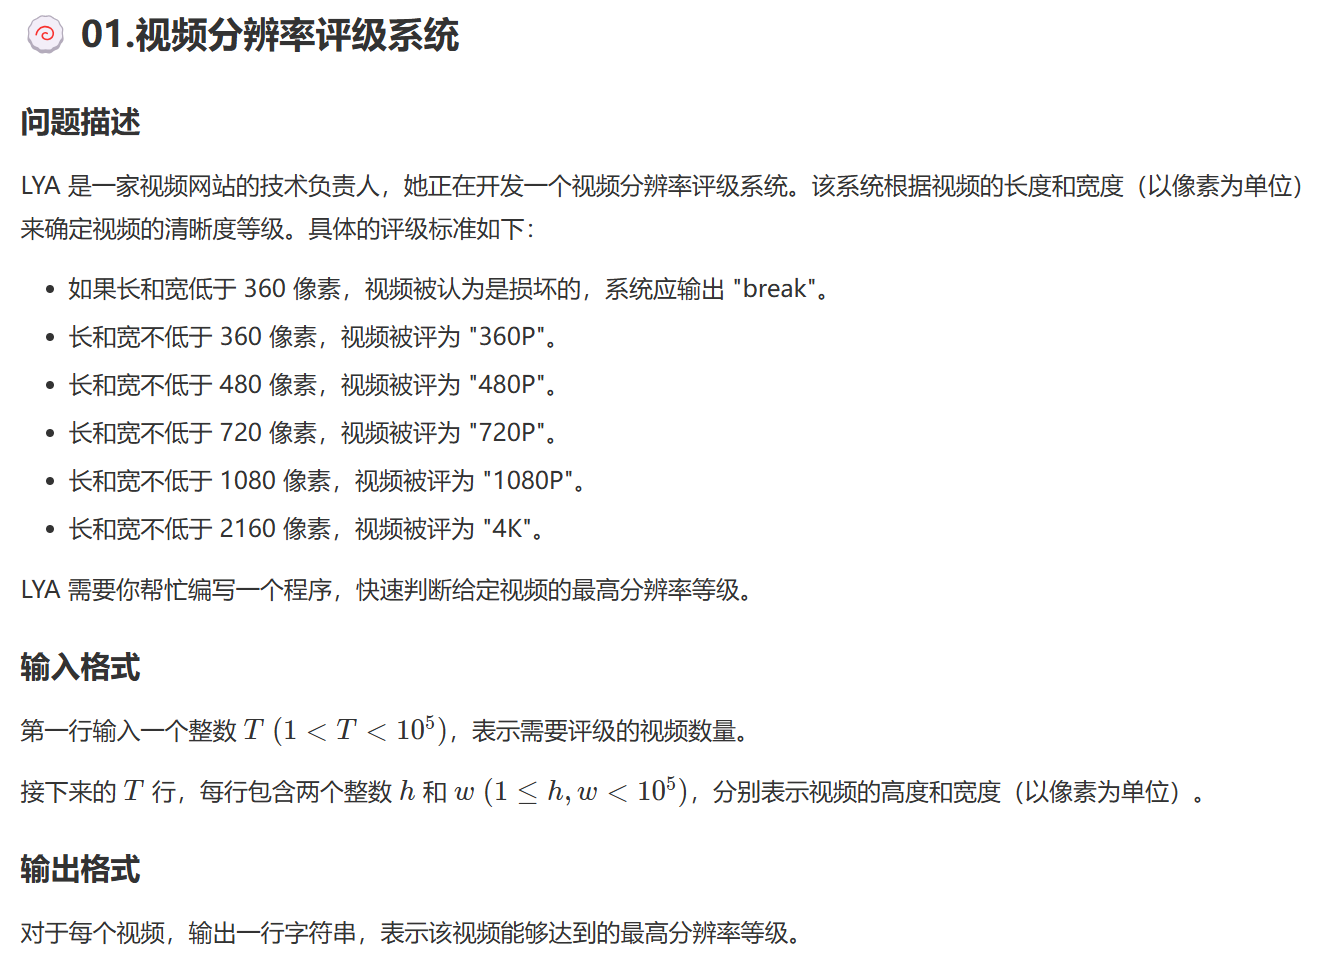 01.视频分辨率评级系统
问题描述
LYA 是一家视频网站的技术负责人，她正在开发一个视频分辨率评级系统。该系统根据视频的长度和宽度（以像素为单位）
来确定视频的清晰度等级。具体的评级标准如下：
• 如果长和宽低于 360 像素，视频被认为是损坏的，系统应输出 "break"。
• 长和宽不低于 360 像素，视频被评为 "360P"。
• 长和宽不低于 480 像素，视频被评为 "480P"。
• 长和宽不低于 720 像素，视频被评为 "720P"。
• 长和宽不低于 1080 像素，视频被评为 "1080P"。
• 长和宽不低于 2160 像素，视频被评为 "4K"。
LYA 需要你帮忙编写一个程序，快速判断给定视频的最高分辨率等级。
输入格式
第一行输入一个整数 T (1 < T < 10⁵)，表示需要评级的视频数量。
接下来的 T 行，每行包含两个整数 h 和 w (1 ≤ h, w < 10⁵)，分别表示视频的高度和宽度（以像素为单位）。
输出格式
对于每个视频，输出一行字符串，表示该视频能够达到的最高分辨率等级。